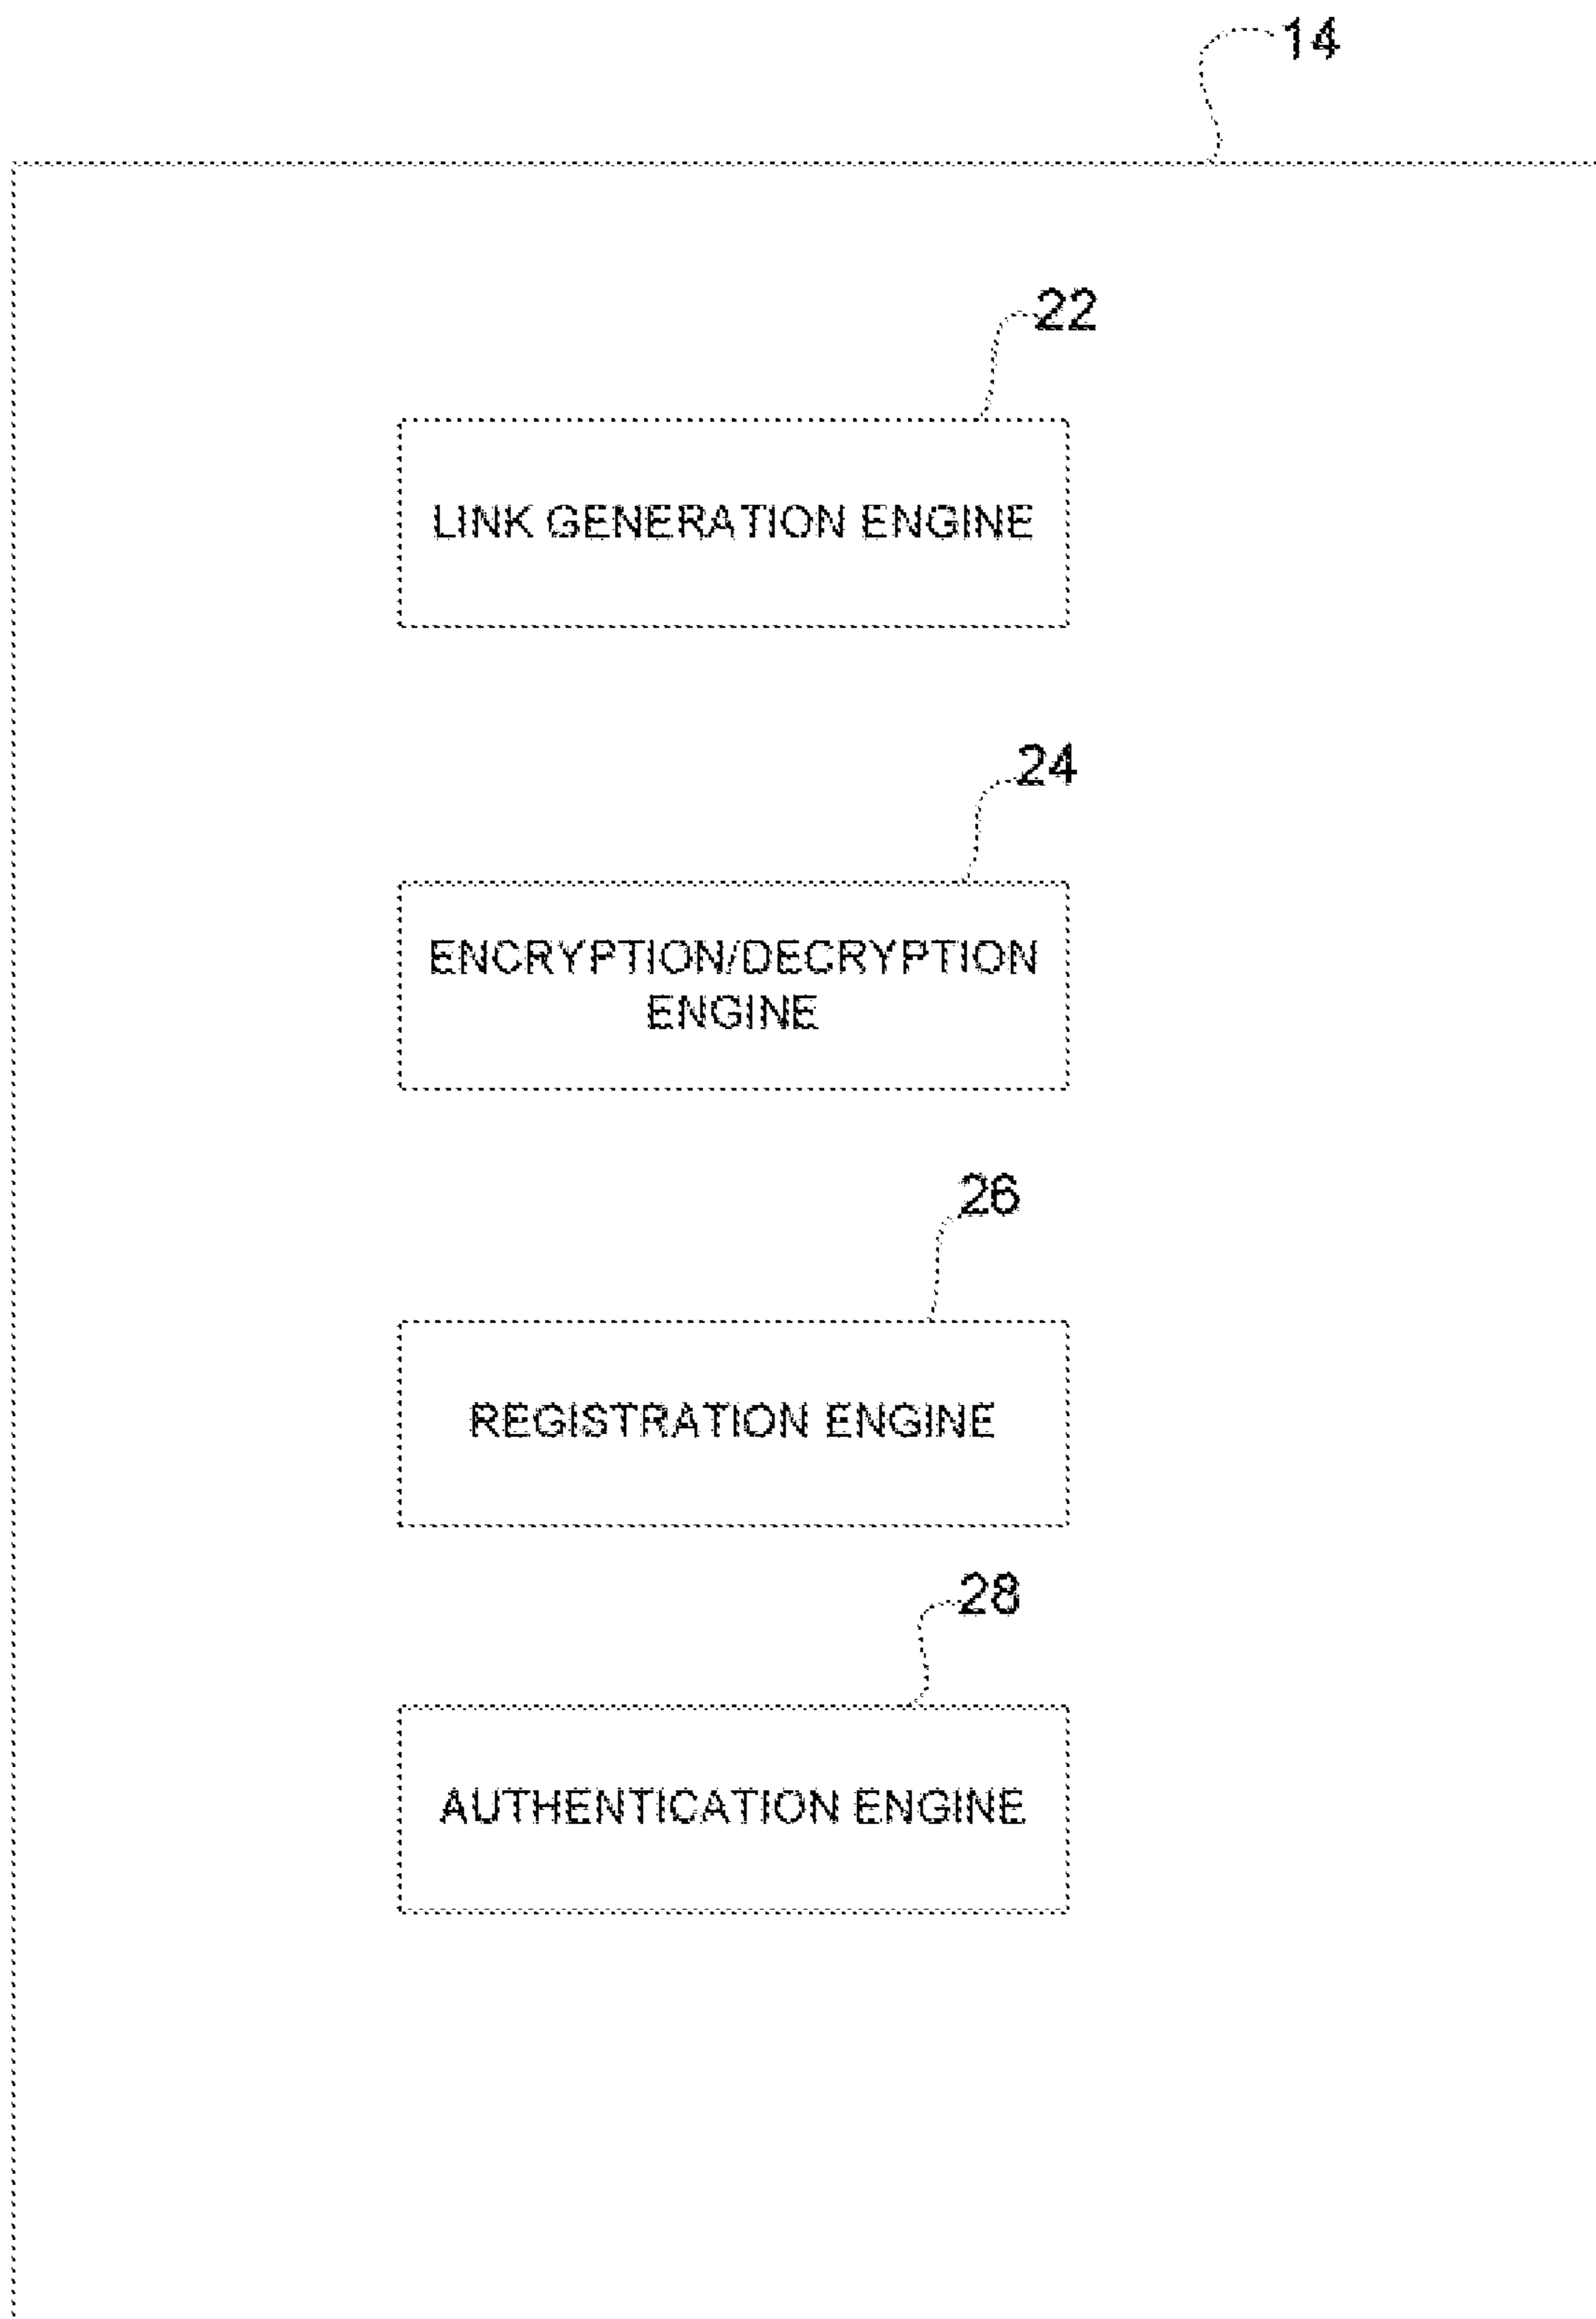 14
22
LINK GENERATION ENGINE
24
ENCRYPTION/DECRYPTION
ENGINE
26
REGISTRATION ENGINE
28
AUTHENTICATION ENGINE